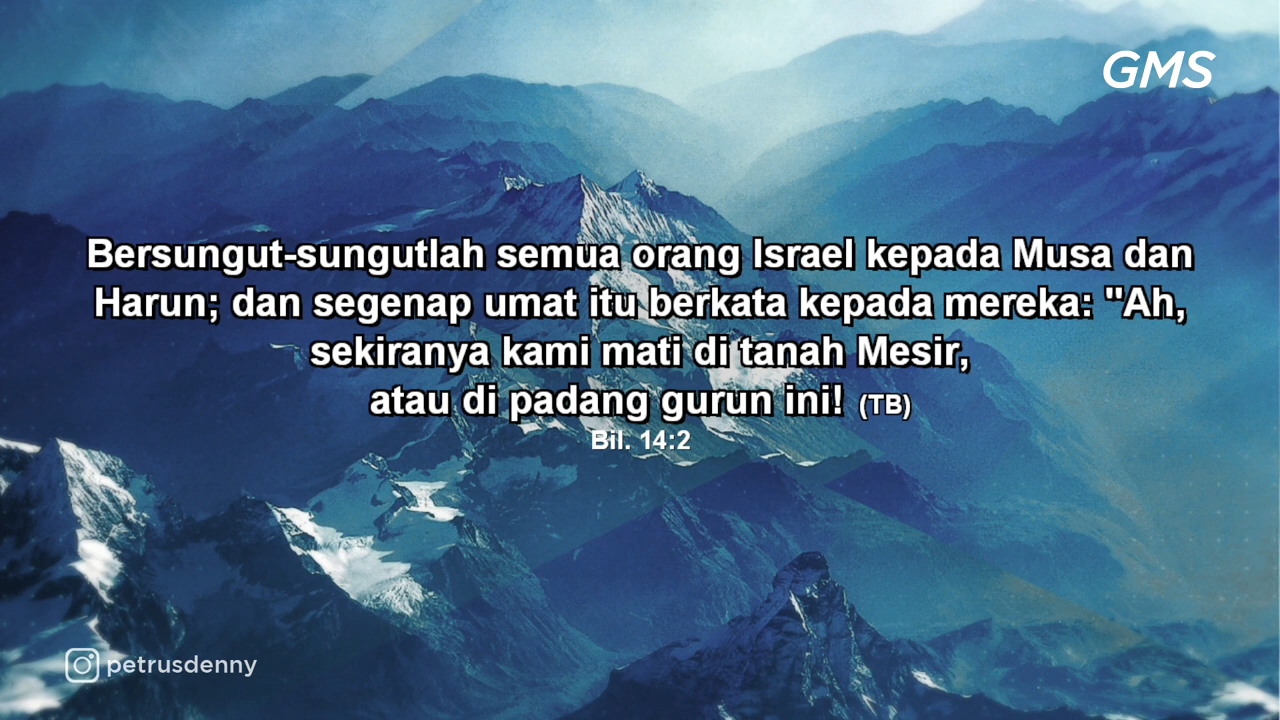 GMS
Bersungut-sungutlah semua orang Israel kepada Musa dan
Harun; dan segenap umat itu berkata kepada mereka: "Ah,
sekiranya kami mati di tanah Mesir,
atau di padang gurun ini! (TB)
Bil. 14:2
petrusdenny